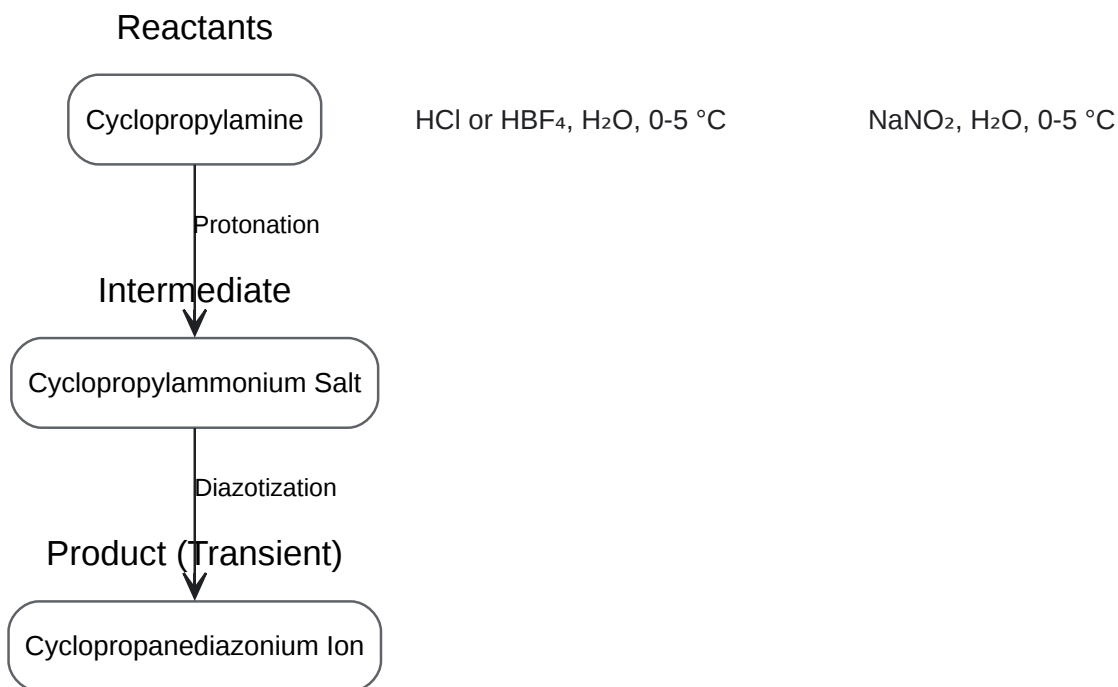 Reactants
Cyclopropylamine
HCl or HBF₄, H₂O, 0-5 °C
NaNO₂, H₂O, 0-5 °C
Protonation
Intermediate
Cyclopropylammonium Salt
Diazotization
Product (Transient)
Cyclopropanediazonium Ion